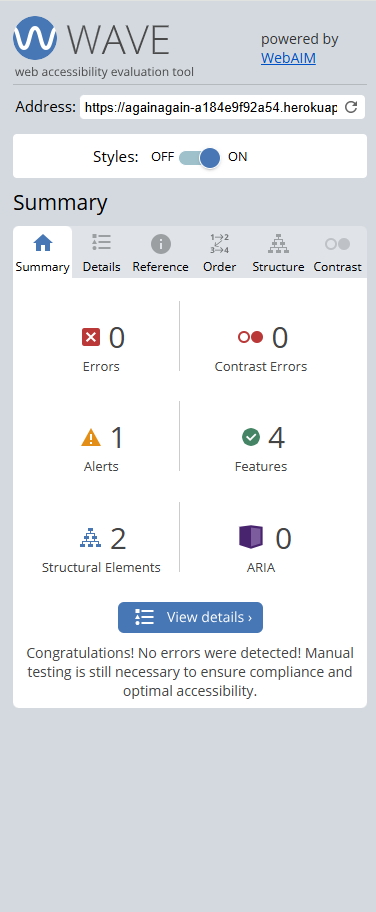 WAVE
web accessibility evaluation tool
powered by
WebAIM
Address: https://againagain-a184e9f92a54.herokuap
Styles: OFF ON
Summary
Summary Details Reference Order Structure Contrast
0
Errors
0
Contrast Errors
1
Alerts
4
Features
2
Structural Elements
0
ARIA
View details ›
Congratulations! No errors were detected! Manual
testing is still necessary to ensure compliance and
optimal accessibility.